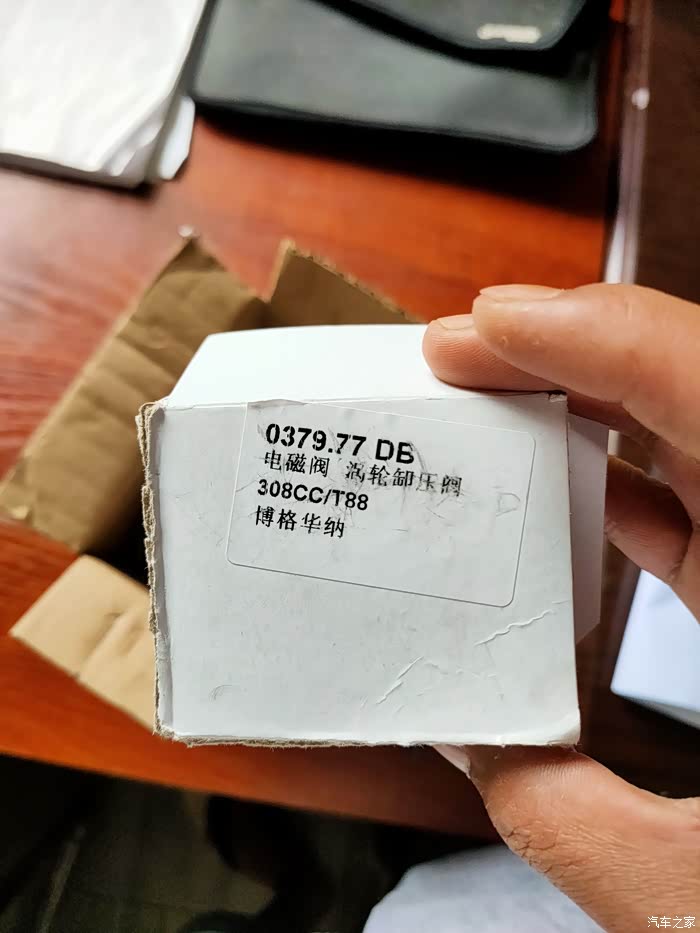 0379.77 DB
电磁阀 涡轮卸压阀
308CC/T88
博格华纳
汽车之家